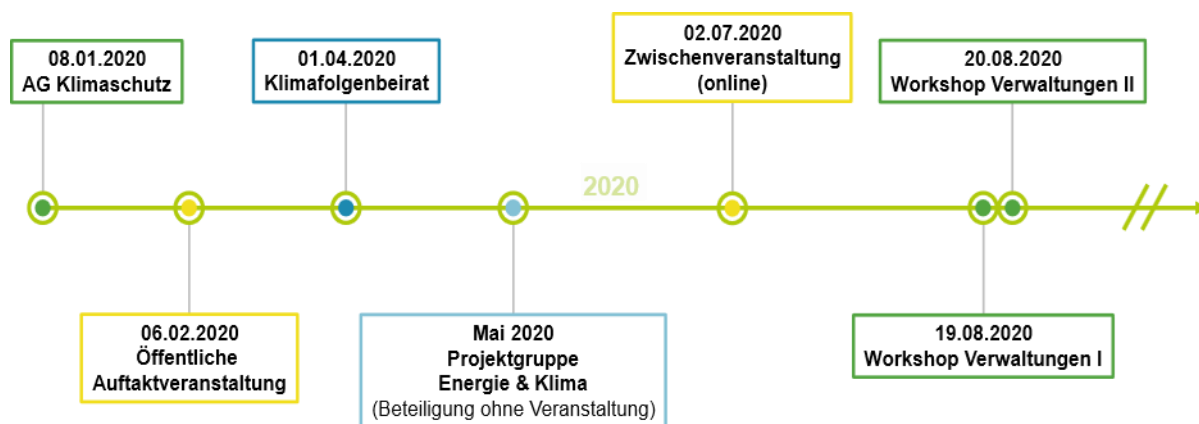 08.01.2020
AG Klimaschutz
01.04.2020
Klimafolgenbeirat
02.07.2020
Zwischenveranstaltung
(online)
20.08.2020
Workshop Verwaltungen II
2020
06.02.2020
Öffentliche
Auftaktveranstaltung
Mai 2020
Projektgruppe
Energie & Klima
(Beteiligung ohne Veranstaltung)
19.08.2020
Workshop Verwaltungen I